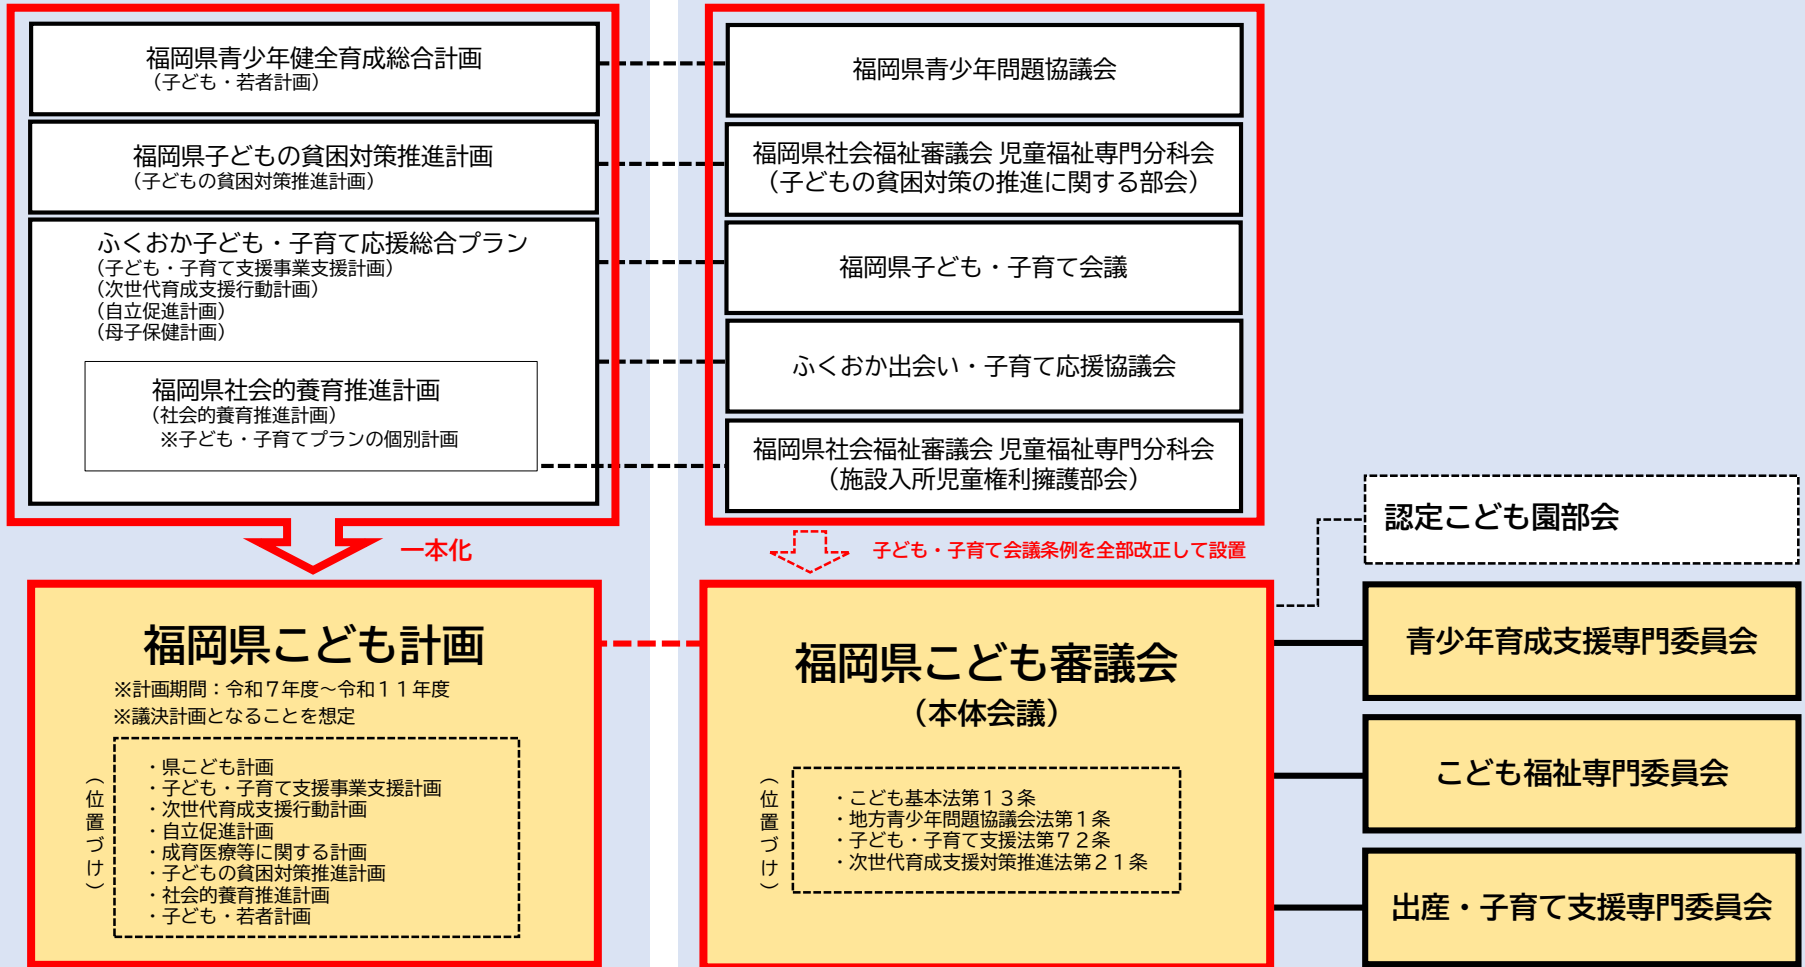 福岡県青少年健全育成総合計画
（子ども・若者計画）
福岡県子どもの貧困対策推進計画
（子どもの貧困対策推進計画）
ふくおか子ども・子育て応援総合プラン
（子ども・子育て支援事業支援計画）
（次世代育成支援行動計画）
（自立促進計画）
（母子保健計画）
福岡県社会的養育推進計画
（社会的養育推進計画）
※子ども・子育てプランの個別計画
福岡県青少年問題協議会
福岡県社会福祉審議会 児童福祉専門分科会
（子どもの貧困対策の推進に関する部会）
福岡県子ども・子育て会議
ふくおか出会い・子育て応援協議会
福岡県社会福祉審議会 児童福祉専門分科会
（施設入所児童権利擁護部会）
一本化
子ども・子育て会議条例を全部改正して設置
福岡県こども計画
※計画期間：令和７年度～令和１１年度
※議決計画となることを想定
（位置づけ）
・県こども計画
・子ども・子育て支援事業支援計画
・次世代育成支援行動計画
・自立促進計画
・成育医療等に関する計画
・子どもの貧困対策推進計画
・社会的養育推進計画
・子ども・若者計画
福岡県こども審議会
（本体会議）
（位置づけ）
・こども基本法第１３条
・地方青少年問題協議会法第１条
・子ども・子育て支援法第７２条
・次世代育成支援対策推進法第２１条
認定こども園部会
青少年育成支援専門委員会
こども福祉専門委員会
出産・子育て支援専門委員会